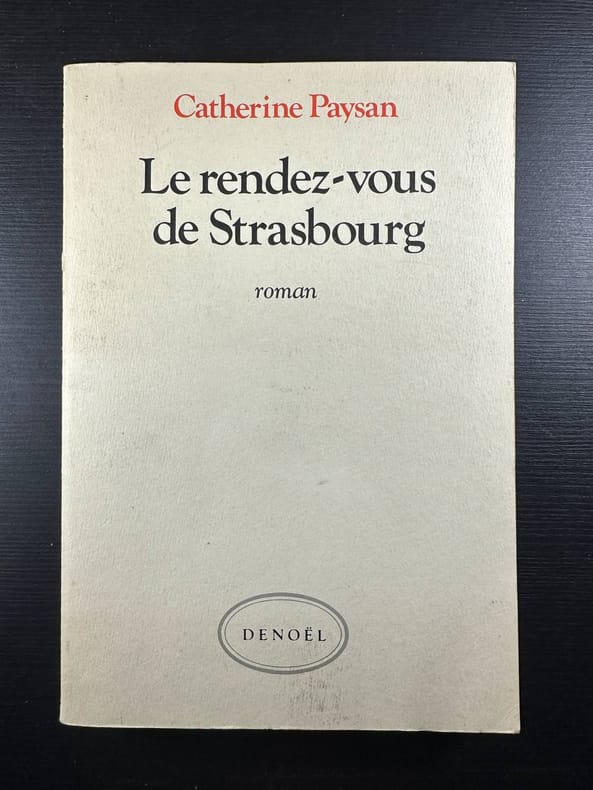 Catherine Paysan
Le rendez-vous
de Strasbourg
roman
DENOËL